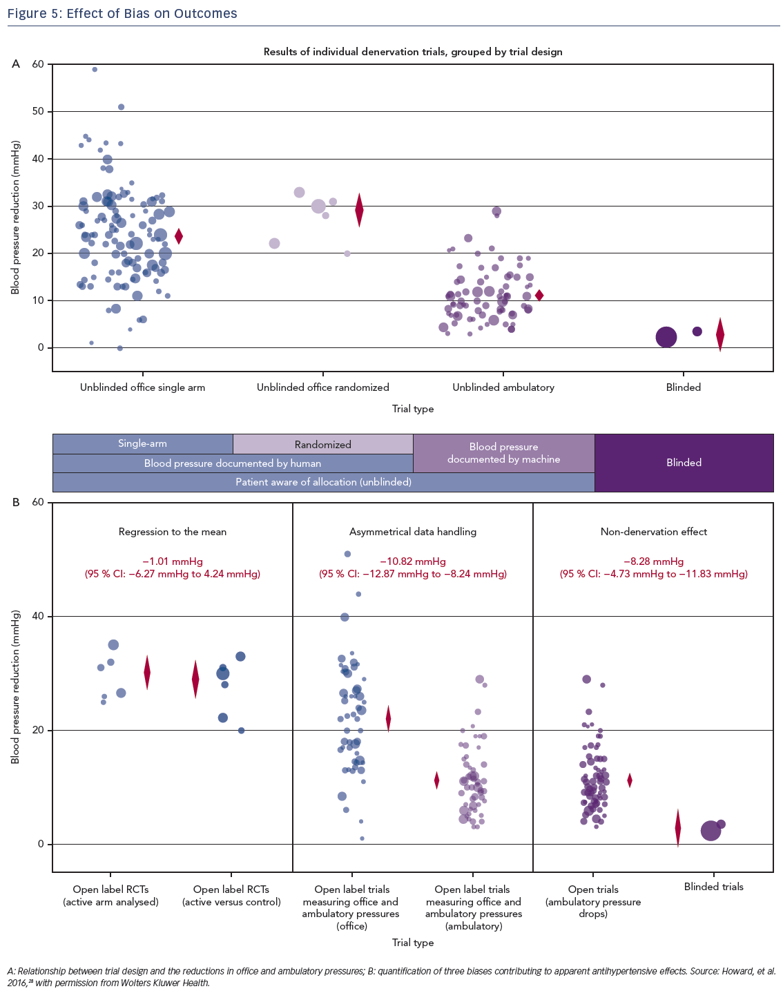 Figure 5: Effect of Bias on Outcomes
Results of individual denervation trials, grouped by trial design
A
60
50
40
30
20
10
0
Blood pressure reduction (mmHg)
Unblinded office single arm
Unblinded office randomized
Unblinded ambulatory
Blinded
Trial type
Single-arm
Randomized
Blood pressure
documented by machine
Blinded
Blood pressure documented by human
Patient aware of allocation (unblinded)
B
60
40
20
0
Blood pressure reduction (mmHg)
Regression to the mean
−1.01 mmHg
(95 % CI: −6.27 mmHg to 4.24 mmHg)
Asymmetrical data handling
−10.82 mmHg
(95 % CI: −12.87 mmHg to −8.24 mmHg)
Non-denervation effect
−8.28 mmHg
(95 % CI: −4.73 mmHg to −11.83 mmHg)
Open label RCTs
(active arm analysed)
Open label RCTs
(active versus control)
Open label trials
measuring office and
ambulatory pressures
(office)
Open label trials
measuring office and
ambulatory pressures
(ambulatory)
Open trials
(ambulatory pressure
drops)
Blinded trials
Trial type
A: Relationship between trial design and the reductions in office and ambulatory pressures; B: quantification of three biases contributing to apparent antihypertensive effects. Source: Howard, et al.
2016,²⁸ with permission from Wolters Kluwer Health.